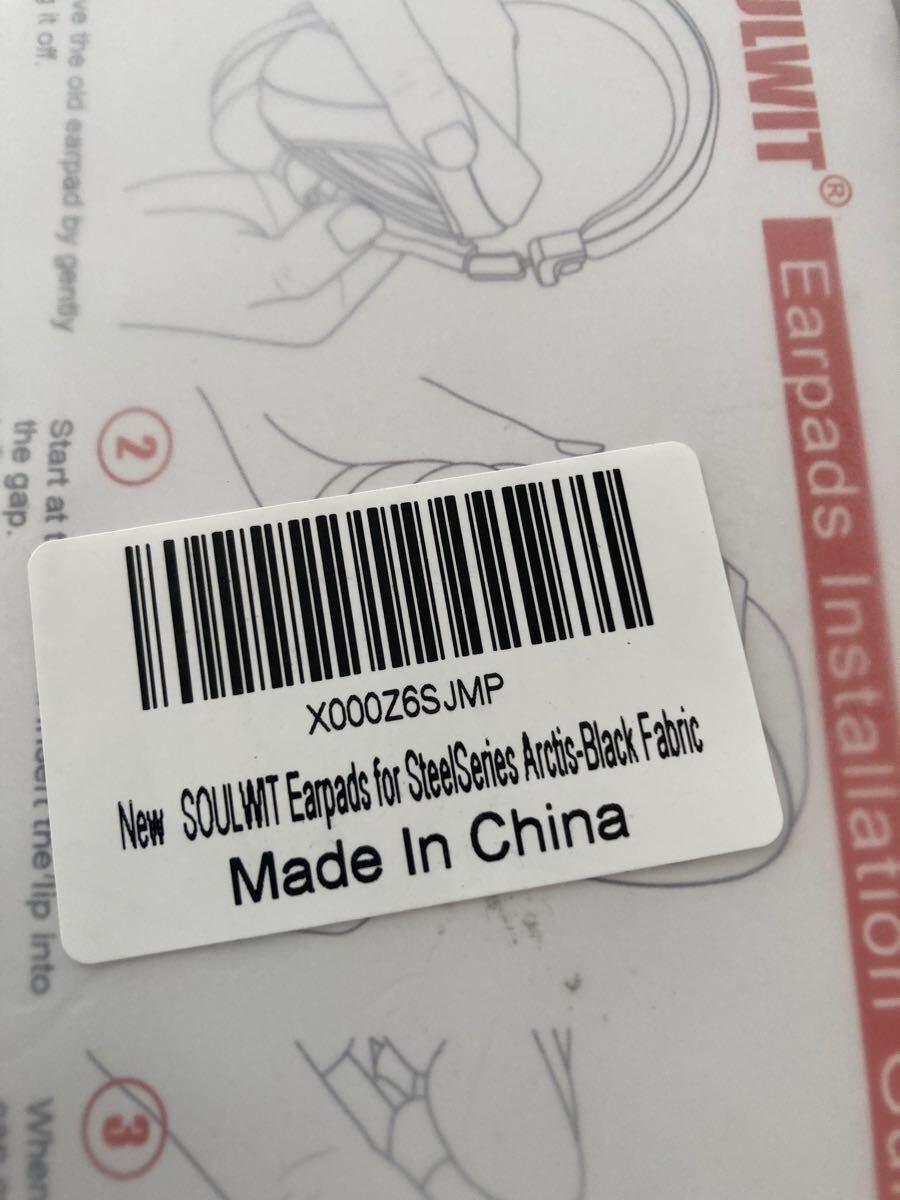 ULWIT®
Earpads Installation
ve the old earpad by gently
it off.
2
Start at
the gap.
the lip into
3
When
X000Z6SJMP
New SOULWIT Earpads for SteelSeries Arctis-Black Fabric
Made In China